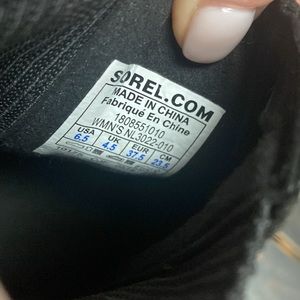 SOREL.COM
MADE IN CHINA
Fabrique En Chine
1808551010
WMN'S NL3022-010
USA UK EUR CM
6.5 4.5 37.5 23.5